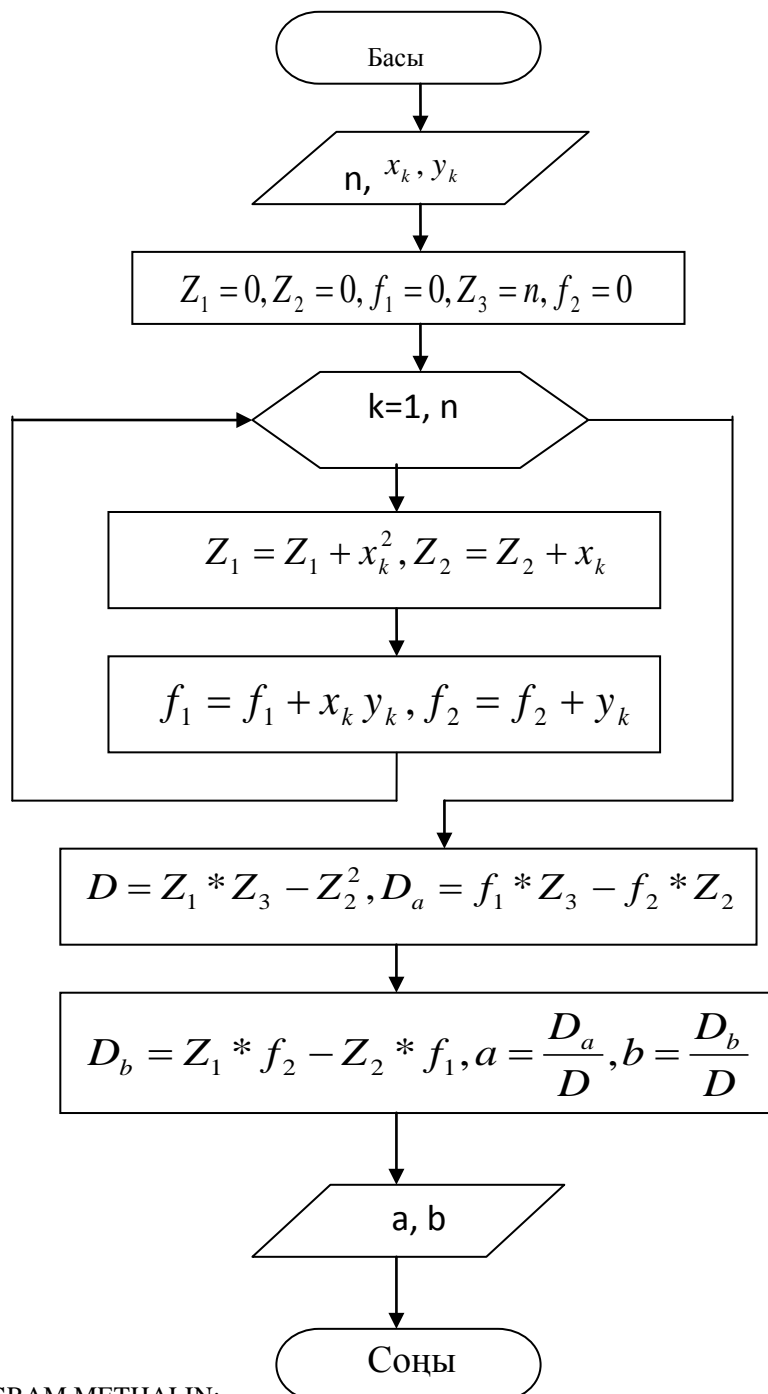 Басы
n, x_k, y_k
Z_1 = 0, Z_2 = 0, f_1 = 0, Z_3 = n, f_2 = 0
k=1, n
Z_1 = Z_1 + x_k^2, Z_2 = Z_2 + x_k
f_1 = f_1 + x_k y_k, f_2 = f_2 + y_k
D = Z_1 * Z_3 − Z_2^2, D_a = f_1 * Z_3 − f_2 * Z_2
D_b = Z_1 * f_2 − Z_2 * f_1, a = D_a/D, b = D_b/D
a, b
Соңы